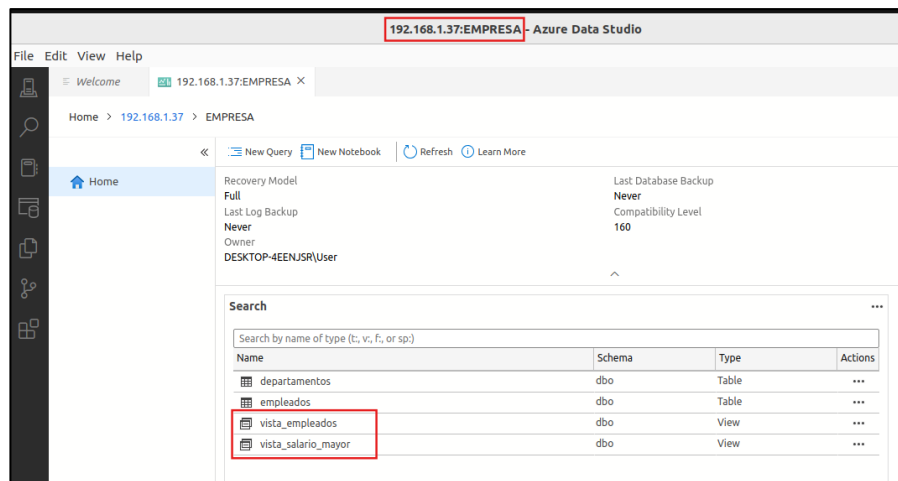 192.168.1.37:EMPRESA - Azure Data Studio
File Edit View Help
Welcome 192.168.1.37:EMPRESA
Home > 192.168.1.37 > EMPRESA
« New Query New Notebook Refresh Learn More
Home
Recovery Model Last Database Backup
Full Never
Last Log Backup Compatibility Level
Never 160
Owner
DESKTOP-4EENJSR\User
Search ...
Search by name of type (t:, v:, f:, or sp:)
Name Schema Type Actions
departamentos dbo Table ...
empleados dbo Table ...
vista_empleados dbo View ...
vista_salario_mayor dbo View ...